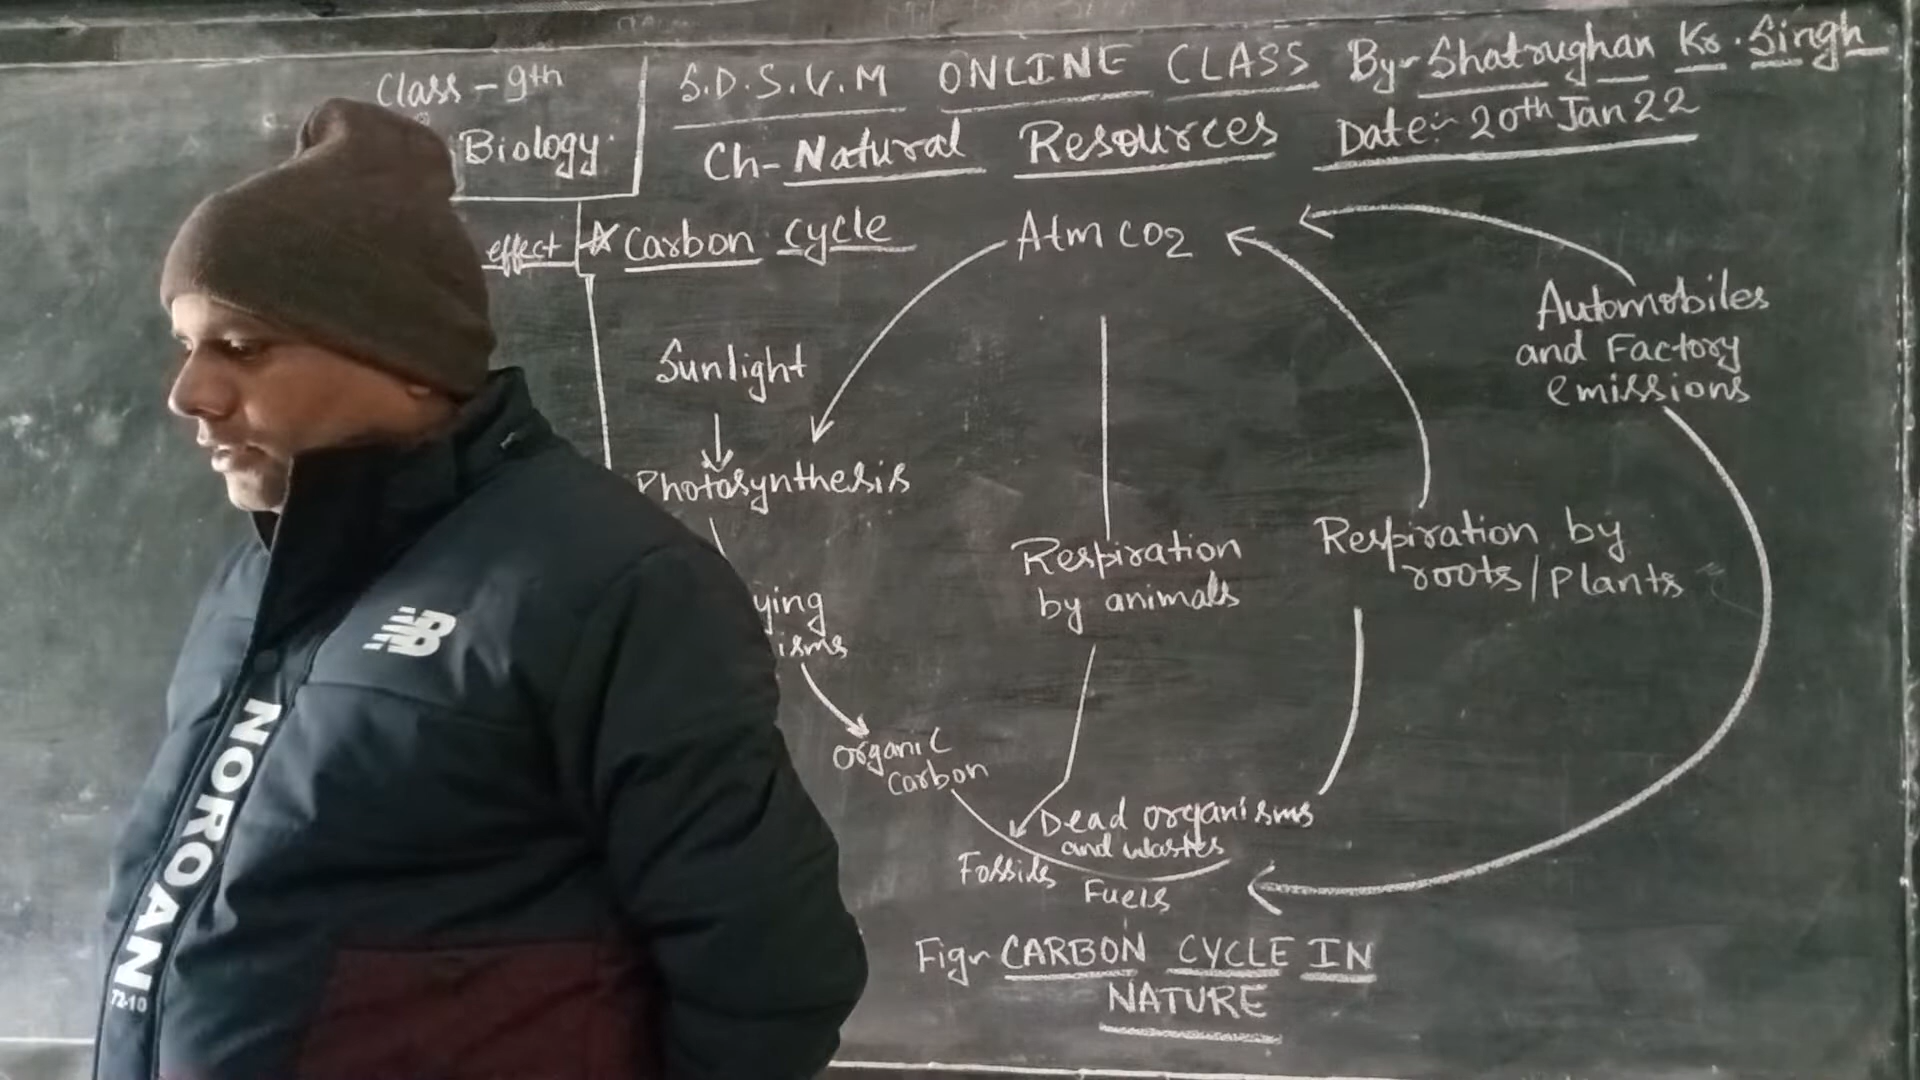 Class - 9th
Biology
S.D.S.V.M ONLINE CLASS By- Shatrughan Kr. Singh
Ch- Natural Resources Date:- 20th Jan 22
effect
Carbon Cycle
Atm CO2
Automobiles
and Factory
emissions
Sunlight
Photosynthesis
Respiration
by animals
Respiration by
roots/Plants
ying
isms
Organic
Carbon
Dead organisms
and wastes
Fossils
Fuels
Fig- CARBON CYCLE IN
NATURE
NB
NOROAN
T2-10